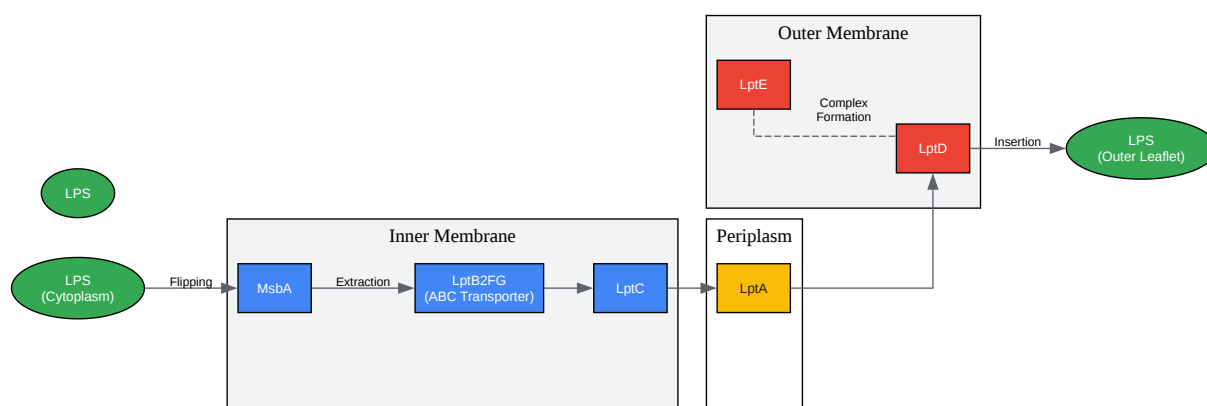 Outer Membrane
LptE
Complex
Formation
LptD
Insertion
LPS
(Outer Leaflet)
LPS
Inner Membrane
Periplasm
LPS
(Cytoplasm)
Flipping
MsbA
Extraction
LptB2FG
(ABC Transporter)
LptC
LptA